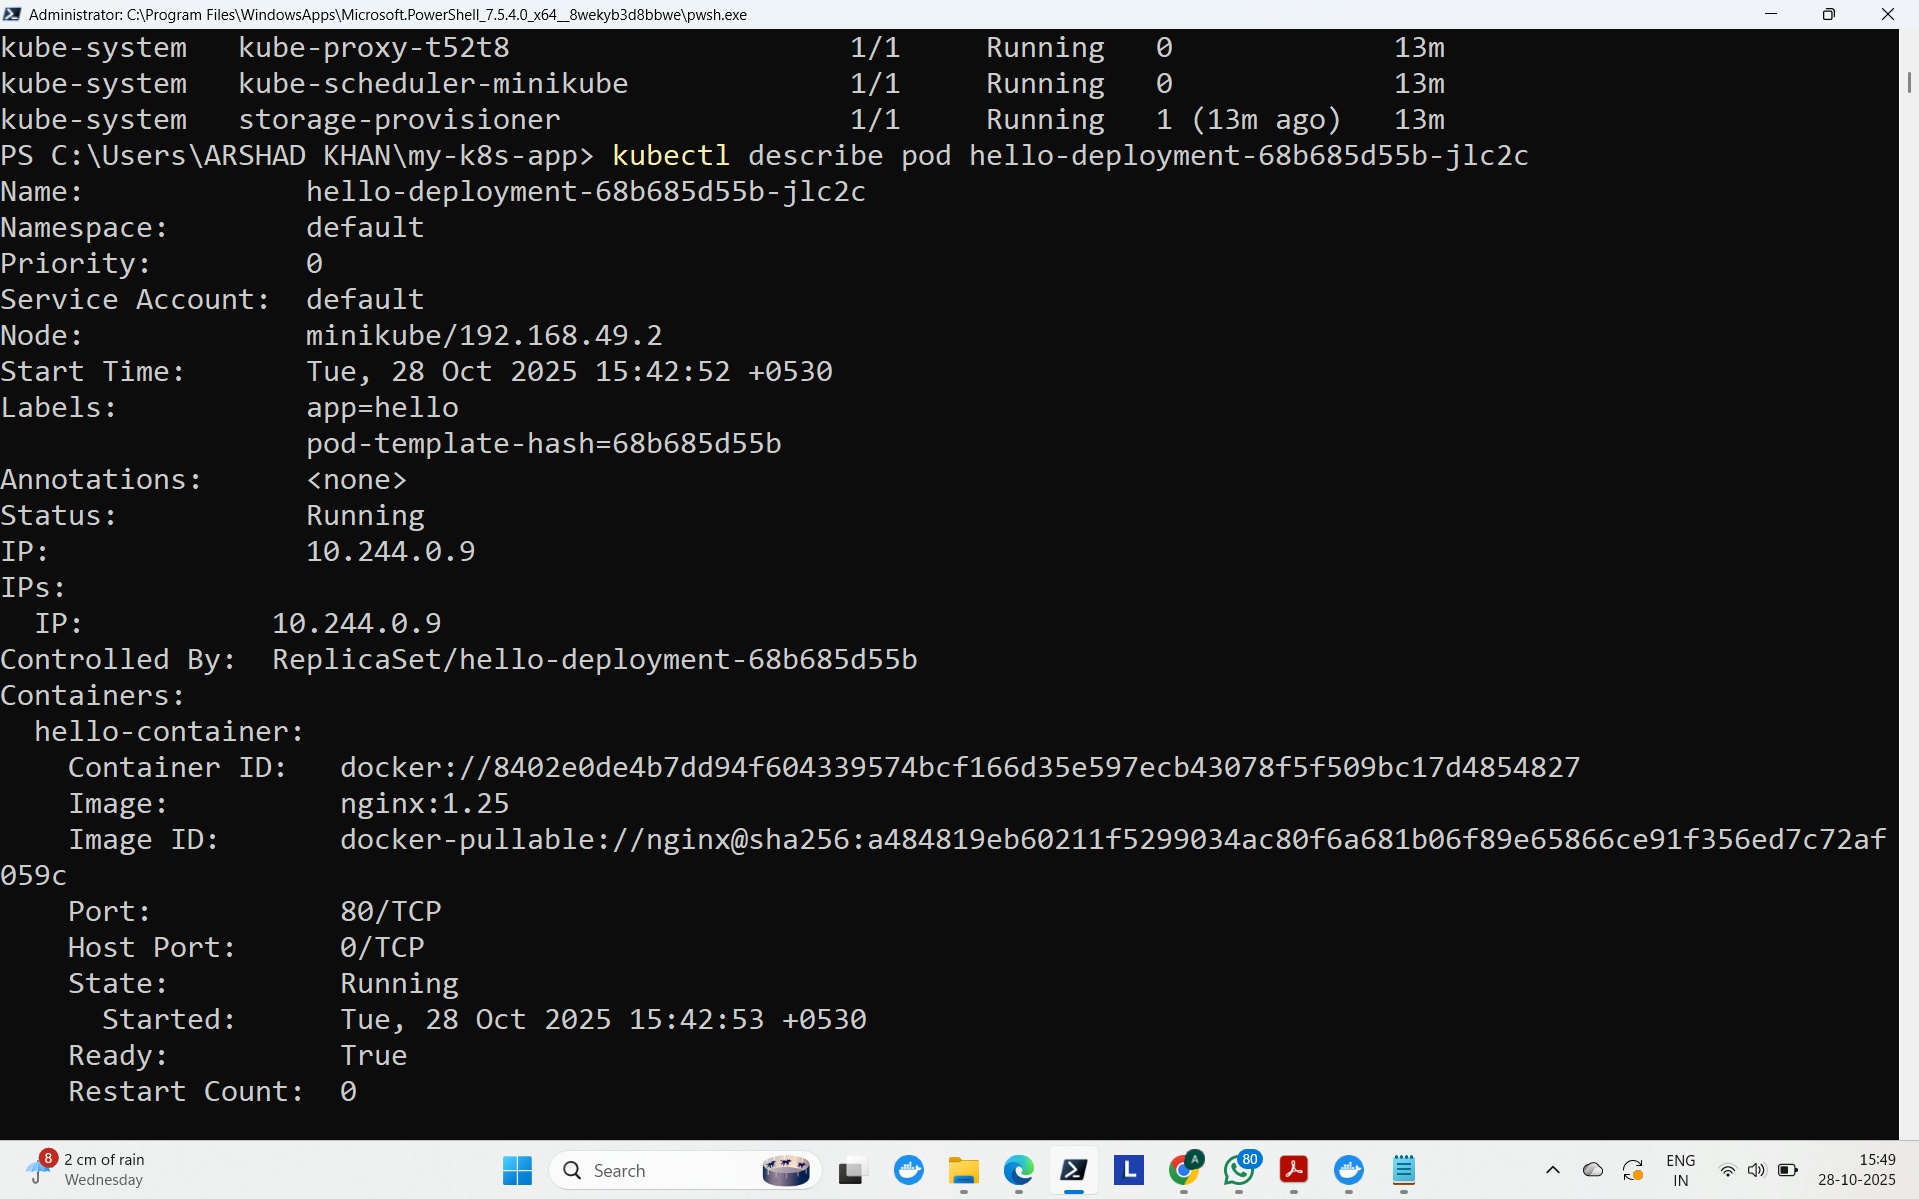 Administrator: C:\Program Files\WindowsApps\Microsoft.PowerShell_7.5.4.0_x64__8wekyb3d8bbwe\pwsh.exe
kube-system   kube-proxy-t52t8                    1/1     Running   0             13m
kube-system   kube-scheduler-minikube             1/1     Running   0             13m
kube-system   storage-provisioner                 1/1     Running   1 (13m ago)   13m
PS C:\Users\ARSHAD KHAN\my-k8s-app> kubectl describe pod hello-deployment-68b685d55b-jlc2c
Name:             hello-deployment-68b685d55b-jlc2c
Namespace:        default
Priority:         0
Service Account:  default
Node:             minikube/192.168.49.2
Start Time:       Tue, 28 Oct 2025 15:42:52 +0530
Labels:           app=hello
                  pod-template-hash=68b685d55b
Annotations:      <none>
Status:           Running
IP:               10.244.0.9
IPs:
  IP:           10.244.0.9
Controlled By:  ReplicaSet/hello-deployment-68b685d55b
Containers:
  hello-container:
    Container ID:   docker://8402e0de4b7dd94f604339574bcf166d35e597ecb43078f5f509bc17d4854827
    Image:          nginx:1.25
    Image ID:       docker-pullable://nginx@sha256:a484819eb60211f5299034ac80f6a681b06f89e65866ce91f356ed7c72af
059c
    Port:           80/TCP
    Host Port:      0/TCP
    State:          Running
      Started:      Tue, 28 Oct 2025 15:42:53 +0530
    Ready:          True
    Restart Count:  0
8
2 cm of rain
Wednesday
Search
L
A
80
ENG
IN
15:49
28-10-2025